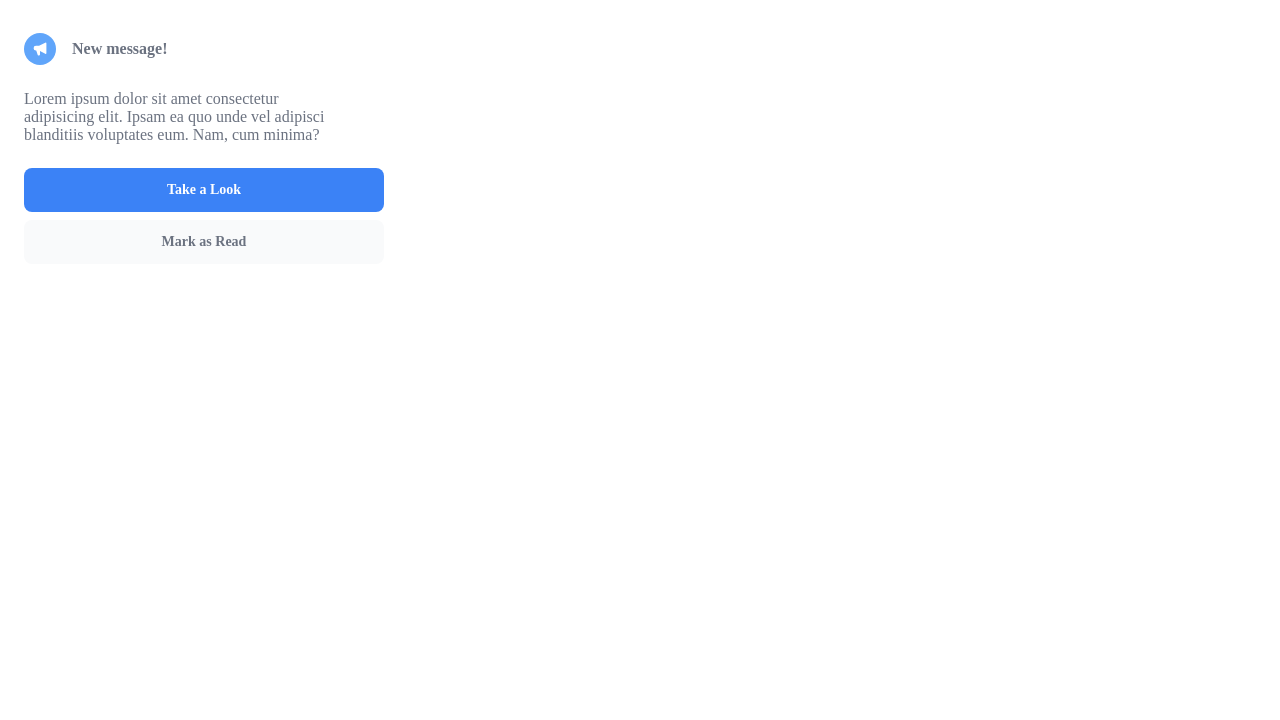 New message!
Lorem ipsum dolor sit amet consectetur
adipisicing elit. Ipsam ea quo unde vel adipisci
blanditiis voluptates eum. Nam, cum minima?
Take a Look
Mark as Read